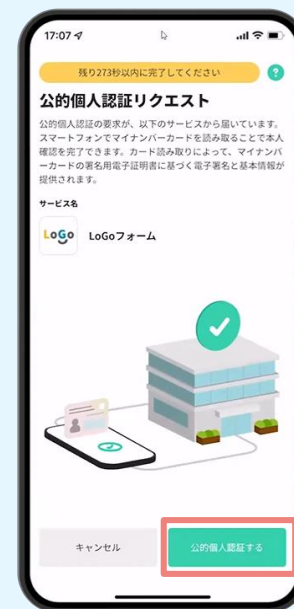 17:07
残り273秒以内に完了してください
?
公的個人認証リクエスト
公的個人認証の要求が、以下のサービスから届いています。
スマートフォンでマイナンバーカードを読み取ることで本人
確認を完了できます。カード読み取りによって、マイナンバ
ーカードの署名用電子証明書に基づく電子署名と基本情報が
提供されます。
サービス名
LoGo
LoGoフォーム
キャンセル
公的個人認証する